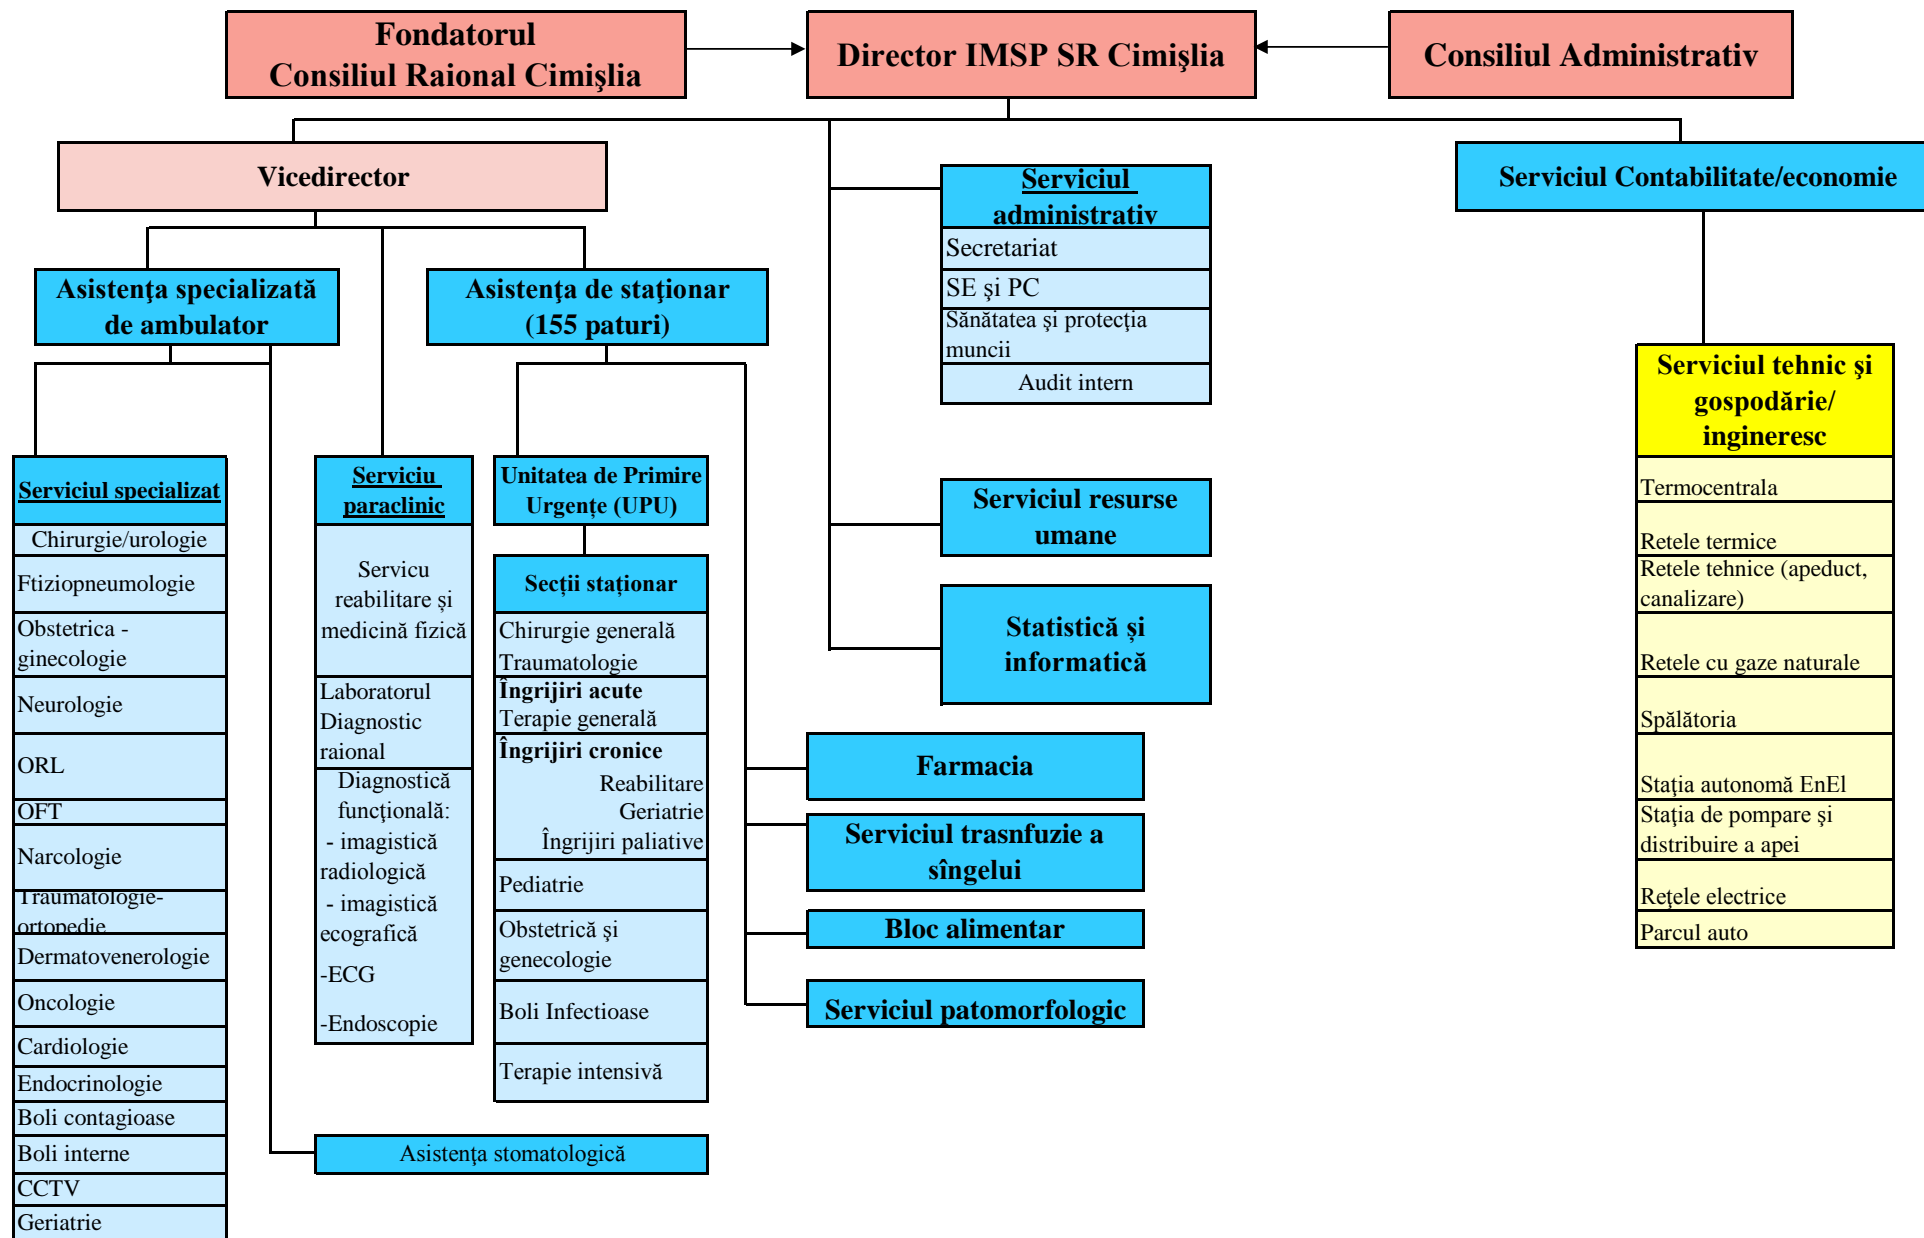 Fondatorul
Consiliul Raional Cimişlia
Director IMSP SR Cimişlia
Consiliul Administrativ
Vicedirector
Serviciul
administrativ
Secretariat
SE şi PC
Sănătatea şi protecţia
muncii
Audit intern
Serviciul Contabilitate/economie
Asistenţa specializată
de ambulator
Asistenţa de staţionar
(155 paturi)
Serviciul tehnic şi
gospodărie/
ingineresc
Termocentrala
Retele termice
Retele tehnice (apeduct,
canalizare)
Retele cu gaze naturale
Spălătoria
Staţia autonomă EnEl
Staţia de pompare şi
distribuire a apei
Reţele electrice
Parcul auto
Serviciul specializat
Chirurgie/urologie
Ftiziopneumologie
Obstetrica -
ginecologie
Neurologie
ORL
OFT
Narcologie
Traumatologie-
ortopedie
Dermatovenerologie
Oncologie
Cardiologie
Endocrinologie
Boli contagioase
Boli interne
CCTV
Geriatrie
Serviciu
paraclinic
Servicu
reabilitare și
medicină fizică
Laboratorul
Diagnostic
raional
Diagnostică
funcţională:
- imagistică
radiologică
- imagistică
ecografică
-ECG
-Endoscopie
Unitatea de Primire
Urgențe (UPU)
Secții staționar
Chirurgie generală
Traumatologie
Îngrijiri acute
Terapie generală
Îngrijiri cronice
Reabilitare
Geriatrie
Îngrijiri paliative
Pediatrie
Obstetrică şi
genecologie
Boli Infectioase
Terapie intensivă
Asistenţa stomatologică
Serviciul resurse
umane
Statistică și
informatică
Farmacia
Serviciul trasnfuzie a
sîngelui
Bloc alimentar
Serviciul patomorfologic